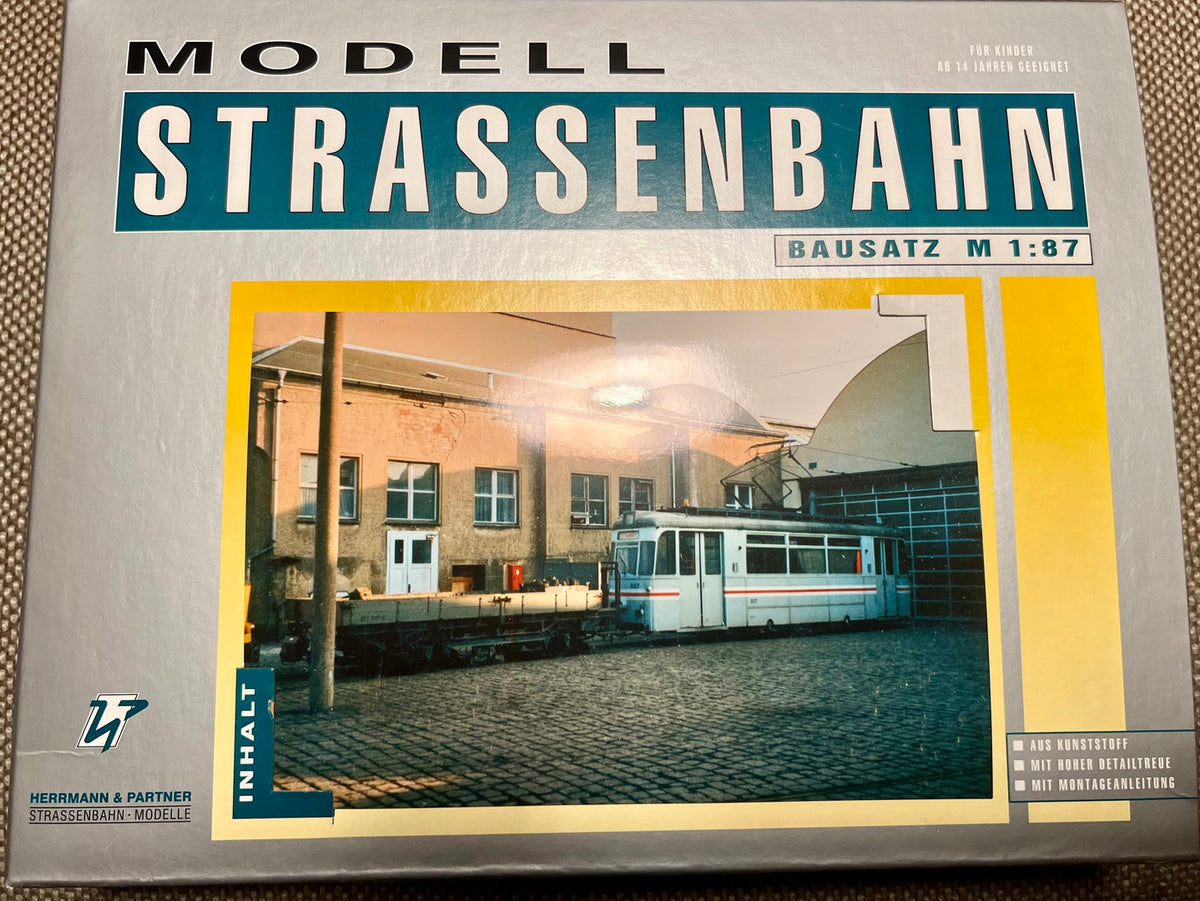 MODELL
FÜR KINDER
AB 14 JAHREN GEEIGNET
STRASSENBAHN
BAUSATZ M 1:87
INHALT
HERRMANN & PARTNER
STRASSENBAHN · MODELLE
AUS KUNSTSTOFF
MIT HOHER DETAILTREUE
MIT MONTAGEANLEITUNG